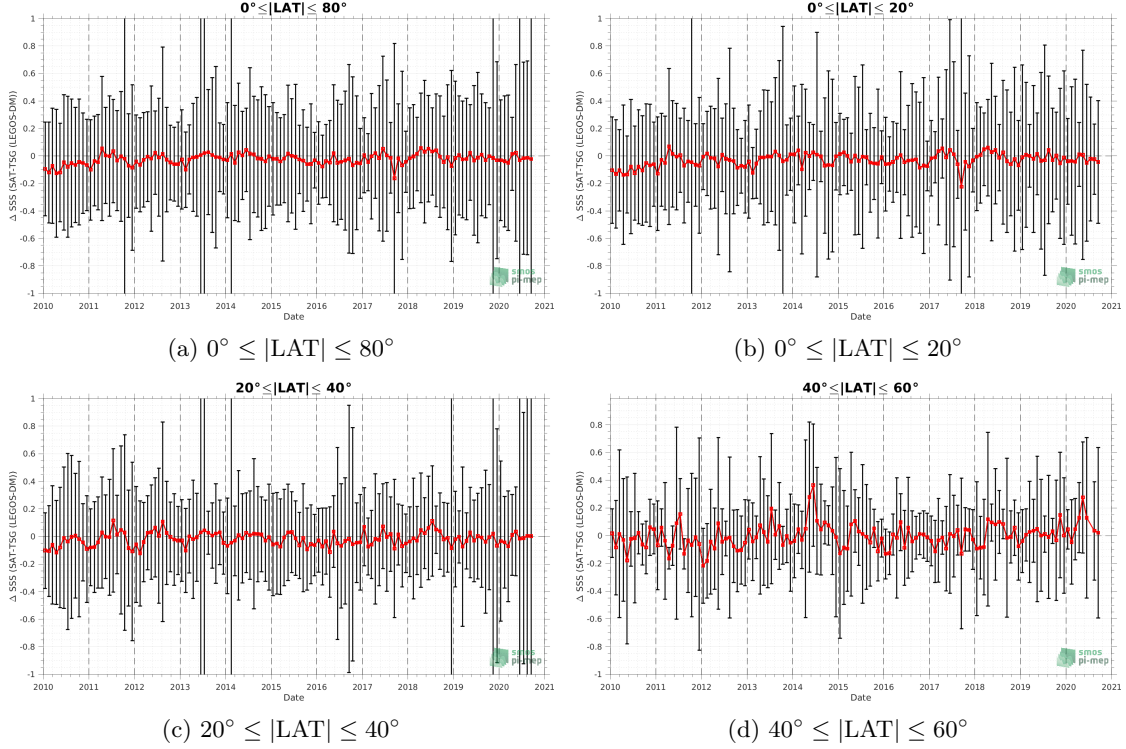 0°≤|LAT|≤ 80°
Δ SSS (SAT-TSG (LEGOS-DM))
1
0.8
0.6
0.4
0.2
0
-0.2
-0.4
-0.6
-0.8
-1
2010 2011 2012 2013 2014 2015 2016 2017 2018 2019 2020 2021
Date
smos
pi-mep
(a) 0° ≤ |LAT| ≤ 80°
0°≤|LAT|≤ 20°
Δ SSS (SAT-TSG (LEGOS-DM))
1
0.8
0.6
0.4
0.2
0
-0.2
-0.4
-0.6
-0.8
-1
2010 2011 2012 2013 2014 2015 2016 2017 2018 2019 2020 2021
Date
smos
pi-mep
(b) 0° ≤ |LAT| ≤ 20°
20°≤|LAT|≤ 40°
Δ SSS (SAT-TSG (LEGOS-DM))
1
0.8
0.6
0.4
0.2
0
-0.2
-0.4
-0.6
-0.8
-1
2010 2011 2012 2013 2014 2015 2016 2017 2018 2019 2020 2021
Date
smos
pi-mep
(c) 20° ≤ |LAT| ≤ 40°
40°≤|LAT|≤ 60°
Δ SSS (SAT-TSG (LEGOS-DM))
0.8
0.6
0.4
0.2
0
-0.2
-0.4
-0.6
-0.8
-1
2010 2011 2012 2013 2014 2015 2016 2017 2018 2019 2020 2021
Date
smos
pi-mep
(d) 40° ≤ |LAT| ≤ 60°